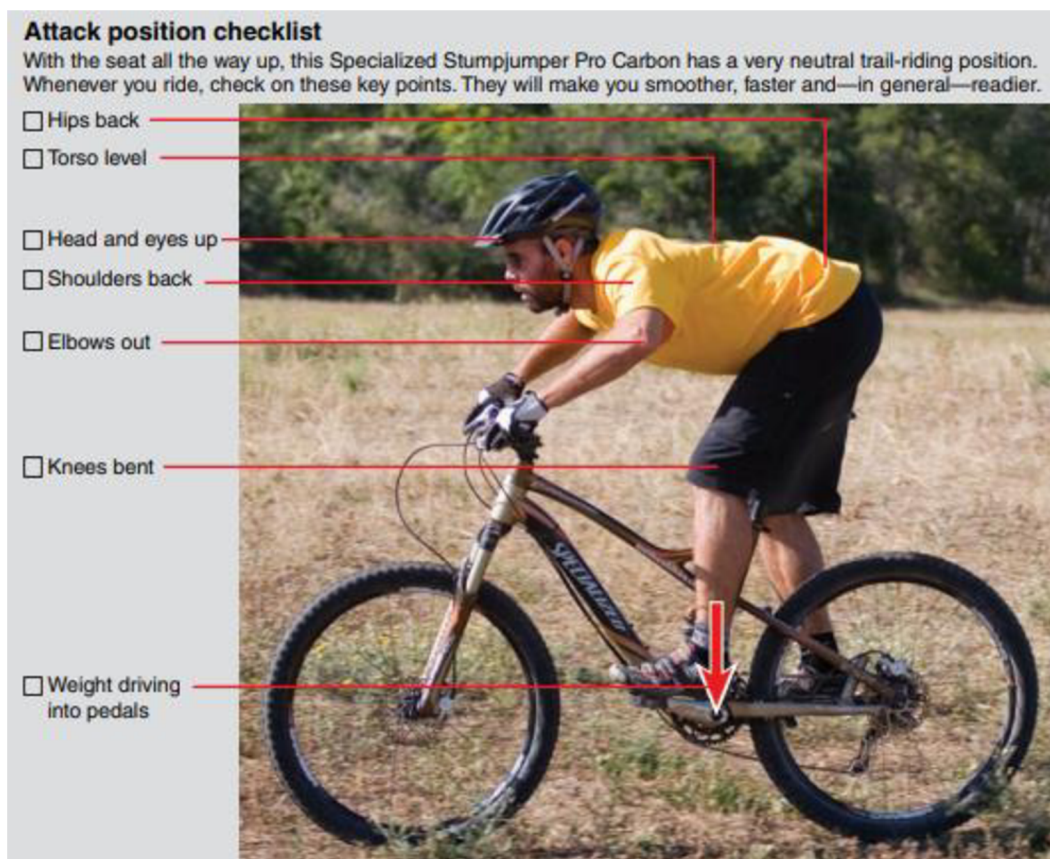 Attack position checklist
With the seat all the way up, this Specialized Stumpjumper Pro Carbon has a very neutral trail-riding position.
Whenever you ride, check on these key points. They will make you smoother, faster and—in general—readier.
Hips back
Torso level
Head and eyes up
Shoulders back
Elbows out
Knees bent
SPECIALIZED
Weight driving
into pedals